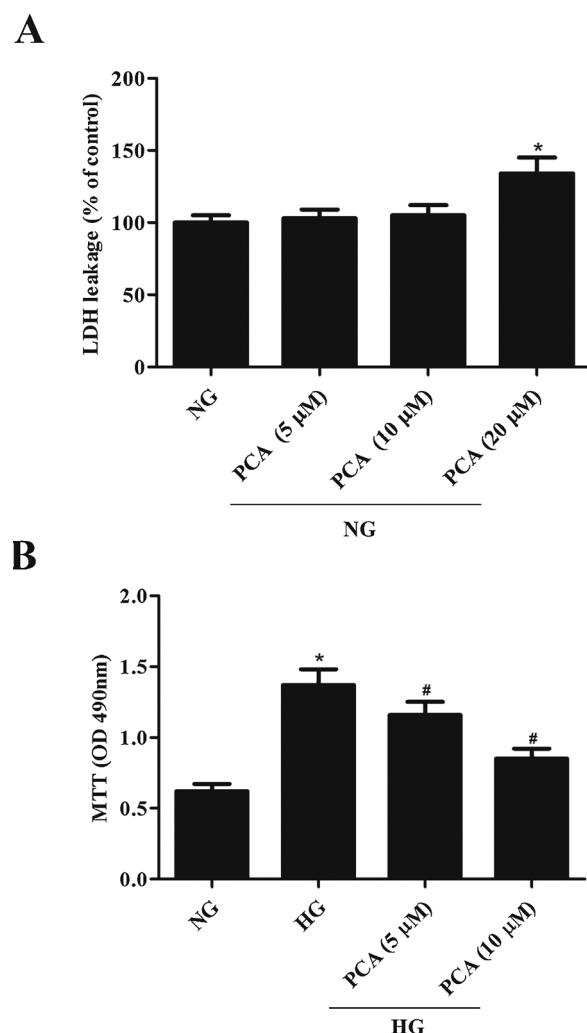 A
200
150
100
50
0
LDH leakage (% of control)
*
NG
PCA (5 μM)
PCA (10 μM)
PCA (20 μM)
NG
B
2.0
1.5
1.0
0.5
0.0
MTT (OD 490nm)
*
#
#
NG
HG
PCA (5 μM)
PCA (10 μM)
HG